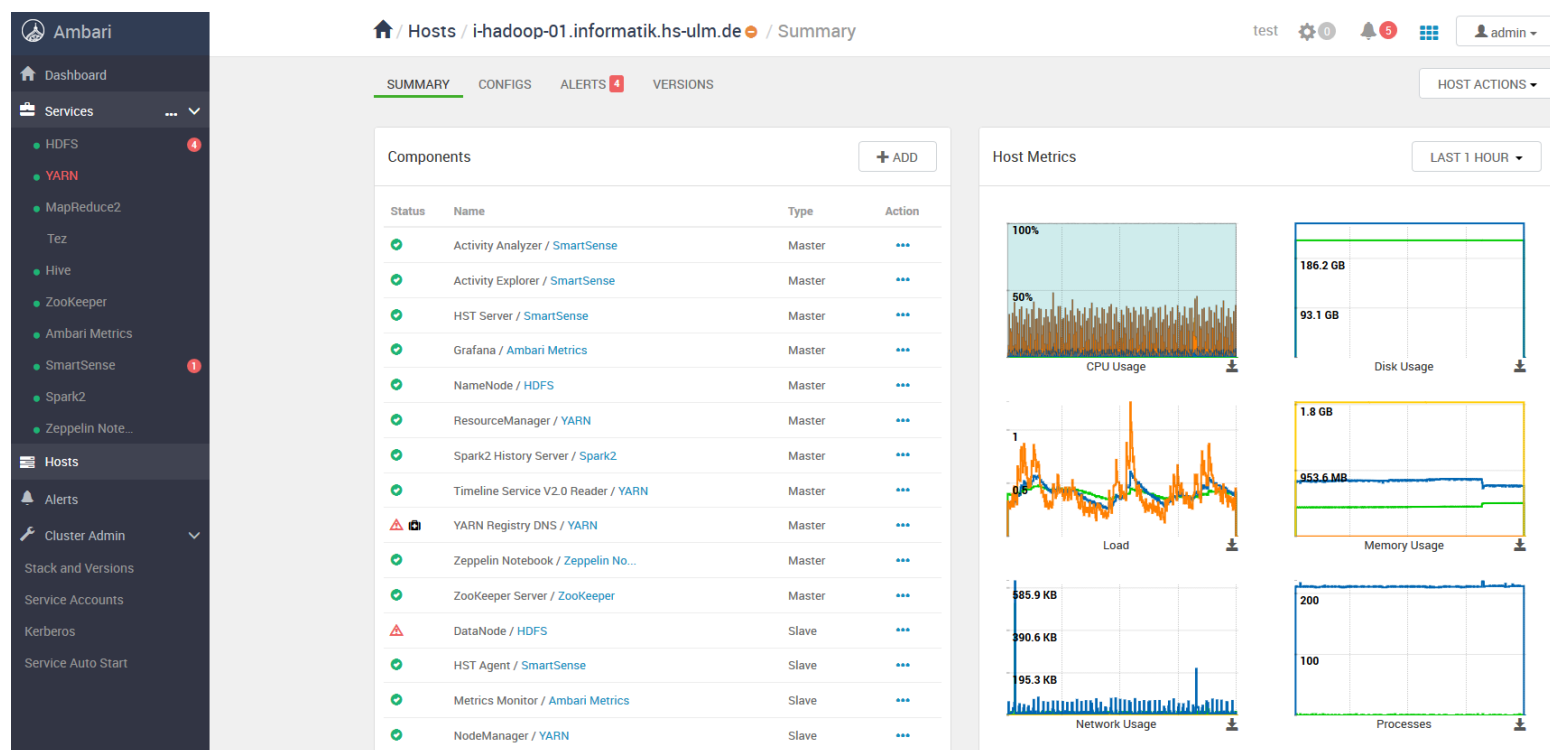 Ambari
/ Hosts / i-hadoop-01.informatik.hs-ulm.de / Summary
test 0 5 admin
Dashboard
Services ...
HDFS 4
YARN
MapReduce2
Tez
Hive
ZooKeeper
Ambari Metrics
SmartSense 1
Spark2
Zeppelin Note...
Hosts
Alerts
Cluster Admin
Stack and Versions
Service Accounts
Kerberos
Service Auto Start
SUMMARY CONFIGS ALERTS 4 VERSIONS
HOST ACTIONS
Components
ADD
Status Name Type Action
Activity Analyzer / SmartSense Master
Activity Explorer / SmartSense Master
HST Server / SmartSense Master
Grafana / Ambari Metrics Master
NameNode / HDFS Master
ResourceManager / YARN Master
Spark2 History Server / Spark2 Master
Timeline Service V2.0 Reader / YARN Master
YARN Registry DNS / YARN Master
Zeppelin Notebook / Zeppelin No... Master
ZooKeeper Server / ZooKeeper Master
DataNode / HDFS Slave
HST Agent / SmartSense Slave
Metrics Monitor / Ambari Metrics Slave
NodeManager / YARN Slave
Host Metrics
LAST 1 HOUR
100%
50%
CPU Usage
186.2 GB
93.1 GB
Disk Usage
1
0.5
Load
1.8 GB
953.6 MB
Memory Usage
585.9 KB
390.6 KB
195.3 KB
Network Usage
200
100
Processes